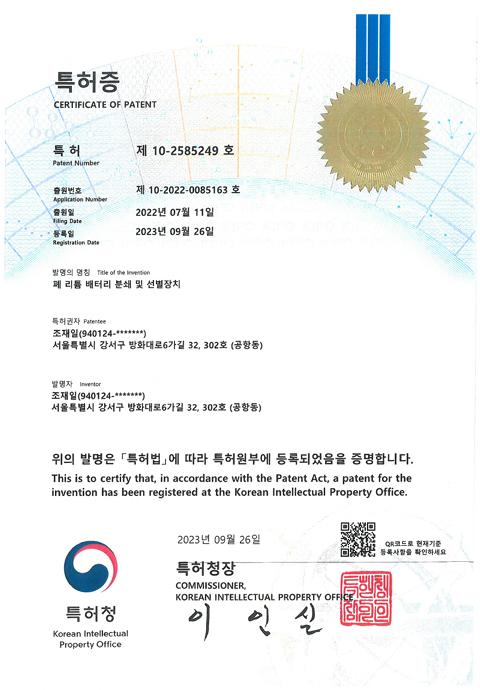 특허증
CERTIFICATE OF PATENT
특 허 제 10-2585249 호
Patent Number
출원번호 제 10-2022-0085163 호
Application Number
출원일 2022년 07월 11일
Filing Date
등록일 2023년 09월 26일
Registration Date
발명의 명칭 Title of the Invention
폐 리튬 배터리 분쇄 및 선별장치
특허권자 Patentee
조재일(940124-*******)
서울특별시 강서구 방화대로6가길 32, 302호 (공항동)
발명자 Inventor
조재일(940124-*******)
서울특별시 강서구 방화대로6가길 32, 302호 (공항동)
위의 발명은 「특허법」에 따라 특허원부에 등록되었음을 증명합니다.
This is to certify that, in accordance with the Patent Act, a patent for the
invention has been registered at the Korean Intellectual Property Office.
2023년 09월 26일
QR코드로 현재기준
등록사항을 확인하세요
특허청장
COMMISSIONER,
KOREAN INTELLECTUAL PROPERTY OFFICE
이 인 실
특허청
Korean Intellectual
Property Office